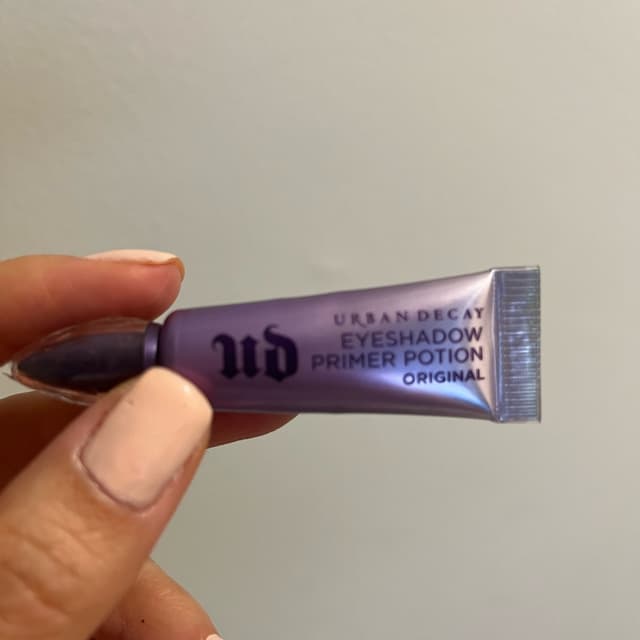 ud
URBAN DECAY
EYESHADOW
PRIMER POTION
ORIGINAL